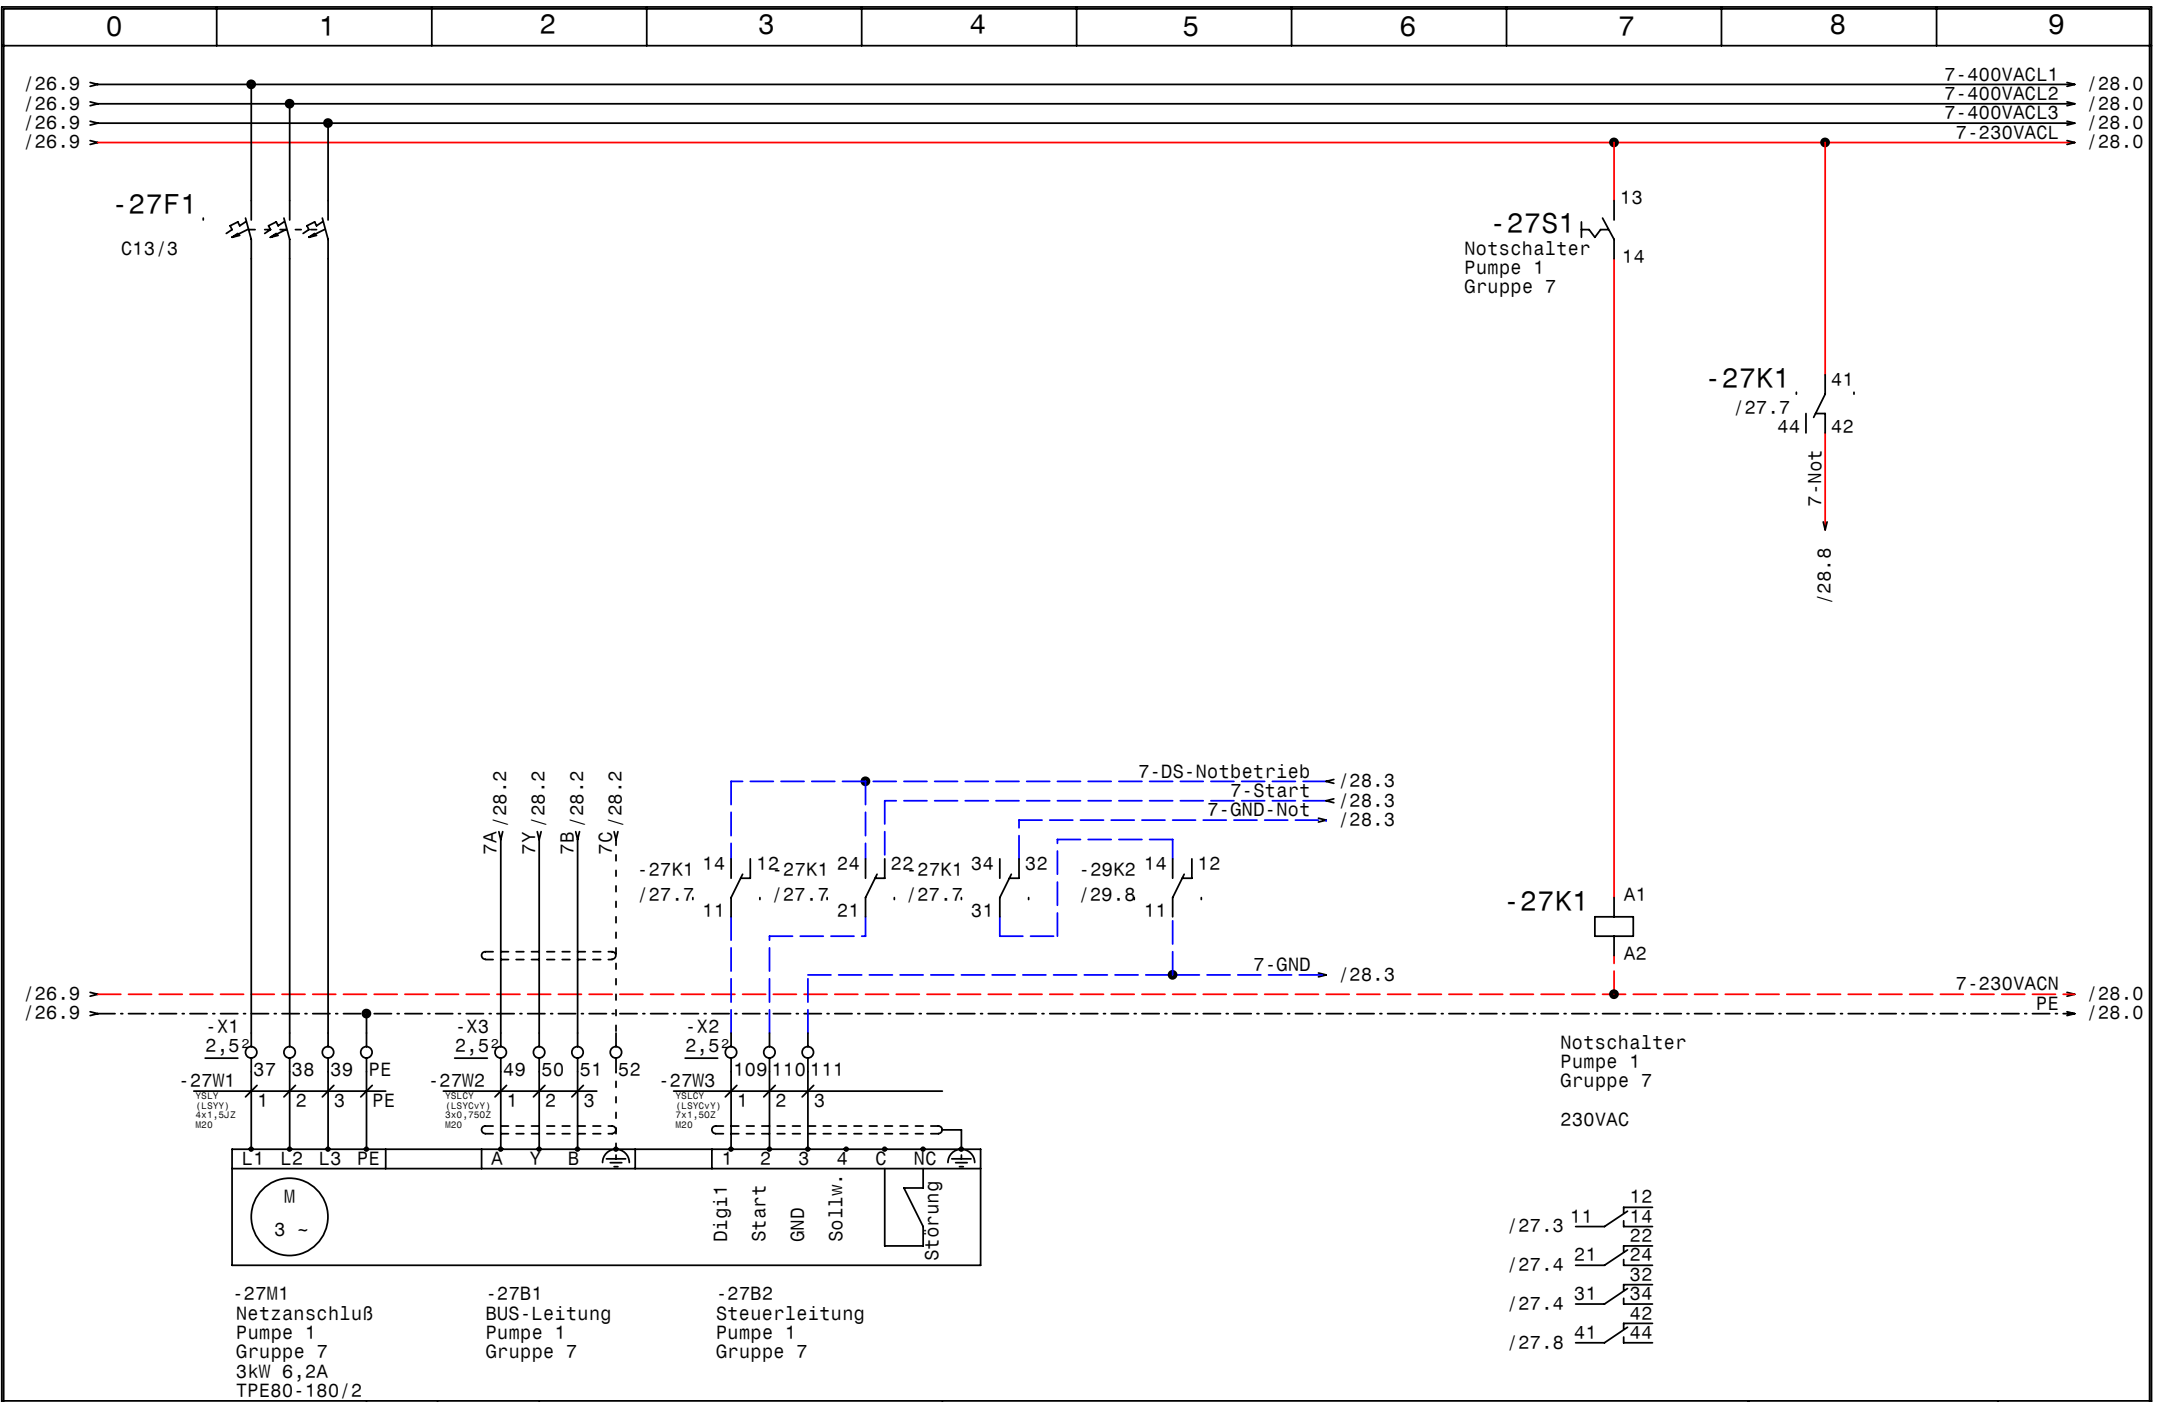 0 1 2 3 4 5 6 7 8 9
/26.9 7-400VACL1 /28.0
/26.9 7-400VACL2 /28.0
/26.9 7-400VACL3 /28.0
/26.9 7-230VACL /28.0
-27F1
C13/3
13
-27S1
Notschalter
14
Pumpe 1
Gruppe 7
-27K1 41
/27.7
44 42
7-Not
/28.8
7A /28.2
7Y /28.2
7B /28.2
7C /28.2
7-DS-Notbetrieb /28.3
7-Start /28.3
7-GND-Not /28.3
-27K1 14 12
/27.7
11
-27K1 24 22
/27.7
21
-27K1 34 32
/27.7
31
-29K2 14 12
/29.8
11
-27K1 A1
A2
7-GND /28.3
/26.9 7-230VACN /28.0
/26.9 PE /28.0
-X1
2,5²
37 38 39 PE
-27W1
YSLY
(LSYY)
4x1,5JZ
M20
1 2 3 PE
-X3
2,5²
49 50 51 52
-27W2
YSLCY
(LSYCvY)
3x0,75OZ
M20
1 2 3
-X2
2,5²
109 110 111
-27W3
YSLCY
(LSYCvY)
7x1,5OZ
M20
1 2 3
Notschalter
Pumpe 1
Gruppe 7
230VAC
L1 L2 L3 PE A Y B 1 2 3 4 C NC
M
3 ~
Digi1
Start
GND
Sollw.
Störung
-27M1
Netzanschluß
Pumpe 1
Gruppe 7
3kW 6,2A
TPE80-180/2
-27B1
BUS-Leitung
Pumpe 1
Gruppe 7
-27B2
Steuerleitung
Pumpe 1
Gruppe 7
12
/27.3 11 14
22
/27.4 21 24
32
/27.4 31 34
42
/27.8 41 44